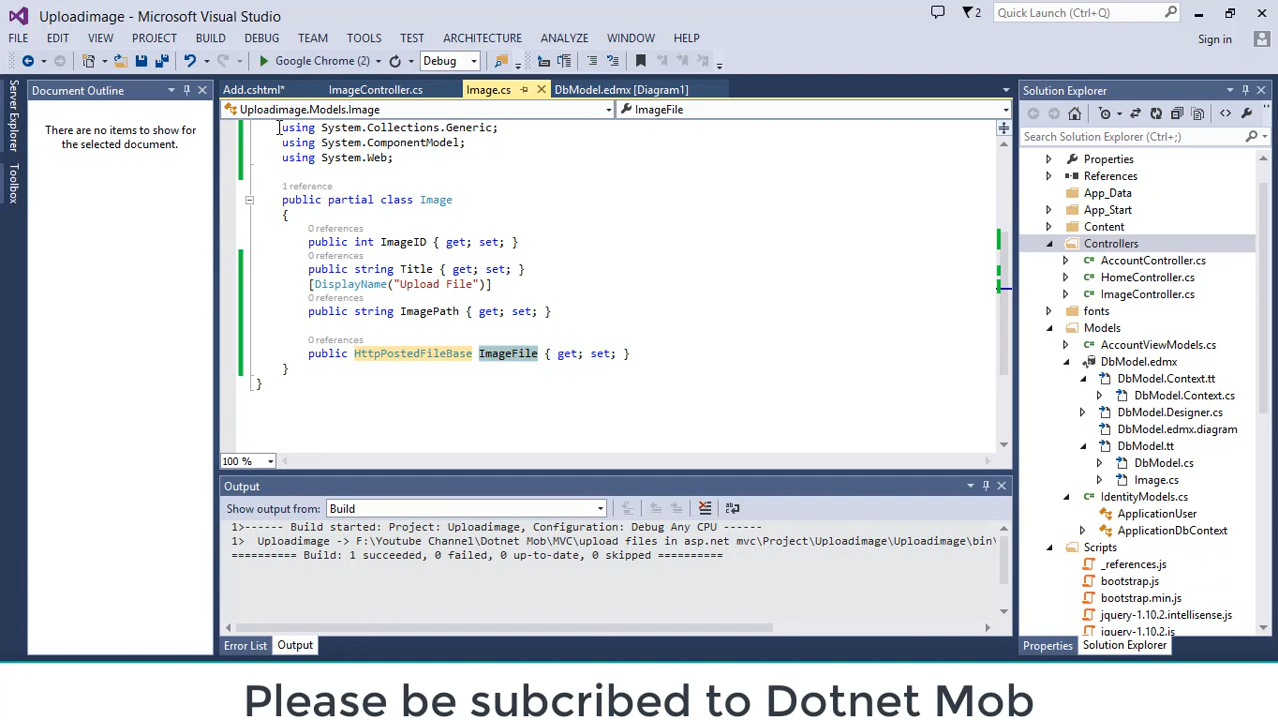 Uploadimage - Microsoft Visual Studio
2
Quick Launch (Ctrl+Q)
FILE EDIT VIEW PROJECT BUILD DEBUG TEAM TOOLS TEST ARCHITECTURE ANALYZE WINDOW HELP
Sign in
Google Chrome (2)
Debug
Server Explorer
Toolbox
Document Outline
There are no items to show for
the selected document.
Add.cshtml* ImageController.cs Image.cs DbModel.edmx [Diagram1]
Uploadimage.Models.Image
ImageFile
using System.Collections.Generic;
using System.ComponentModel;
using System.Web;
1 reference
public partial class Image
{
0 references
public int ImageID { get; set; }
0 references
public string Title { get; set; }
[DisplayName("Upload File")]
0 references
public string ImagePath { get; set; }
0 references
public HttpPostedFileBase ImageFile { get; set; }
}
}
100 %
Output
Show output from: Build
1>------ Build started: Project: Uploadimage, Configuration: Debug Any CPU ------
1> Uploadimage -> F:\Youtube Channel\Dotnet Mob\MVC\upload files in asp.net mvc\Project\Uploadimage\Uploadimage\bin\
========== Build: 1 succeeded, 0 failed, 0 up-to-date, 0 skipped ==========
Error List Output
Solution Explorer
Search Solution Explorer (Ctrl+;)
Properties
References
App_Data
App_Start
Content
Controllers
AccountController.cs
HomeController.cs
ImageController.cs
fonts
Models
AccountViewModels.cs
DbModel.edmx
DbModel.Context.tt
DbModel.Context.cs
DbModel.Designer.cs
DbModel.edmx.diagram
DbModel.tt
DbModel.cs
Image.cs
IdentityModels.cs
ApplicationUser
ApplicationDbContext
Scripts
_references.js
bootstrap.js
bootstrap.min.js
jquery-1.10.2.intellisense.js
jquery-1.10.2.js
Properties Solution Explorer
Please be subcribed to Dotnet Mob